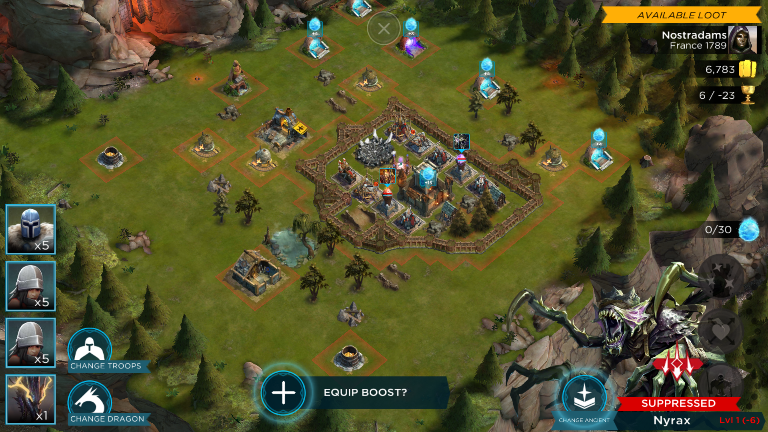 AVAILABLE LOOT
Nostradams
France 1789
6,783
6 / -23
0/30
x5
x5
x5
x1
CHANGE TROOPS
CHANGE DRAGON
EQUIP BOOST?
CHANGE ANCIENT
SUPPRESSED
Nyrax
Lvl 1 (-6)